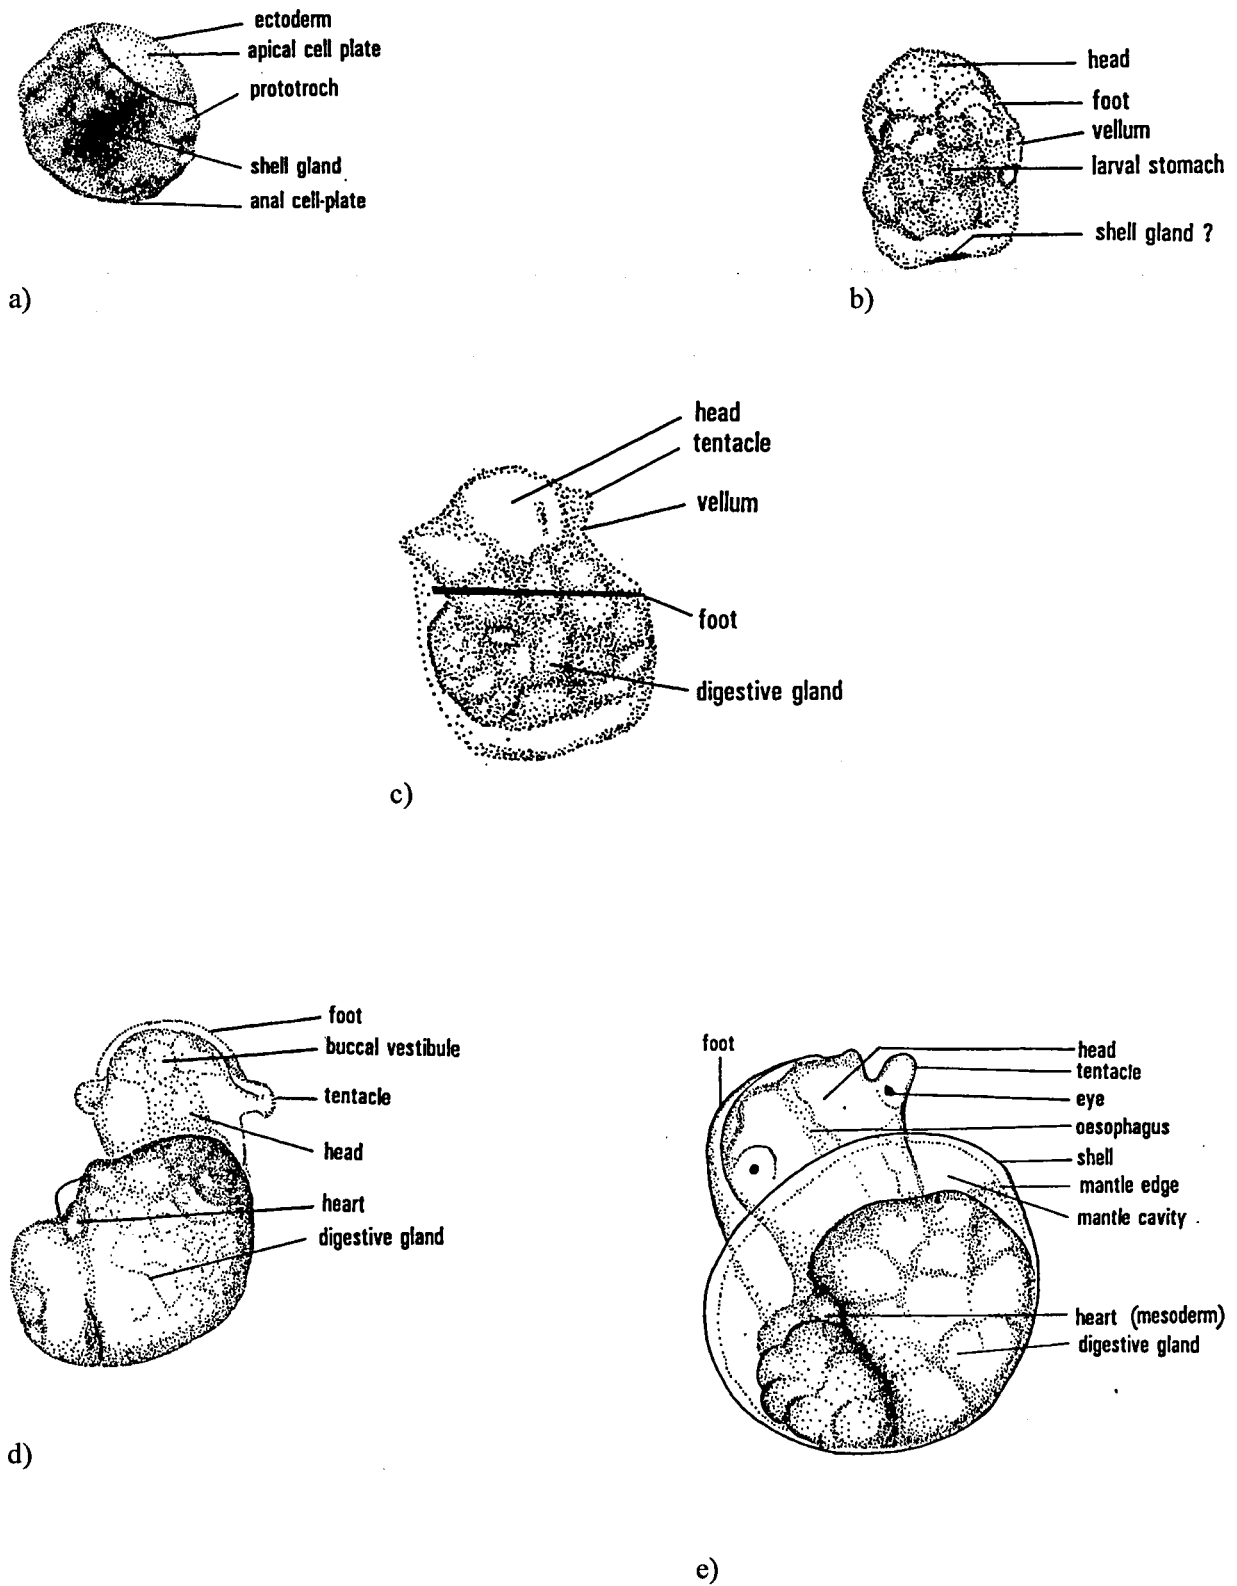 ectoderm
apical cell plate
prototroch
shell gland
anal cell-plate
a)
head
foot
vellum
larval stomach
shell gland ?
b)
head
tentacle
vellum
foot
digestive gland
c)
foot
buccal vestibule
tentacle
head
heart
digestive gland
d)
foot
head
tentacle
eye
oesophagus
shell
mantle edge
mantle cavity
heart (mesoderm)
digestive gland
e)